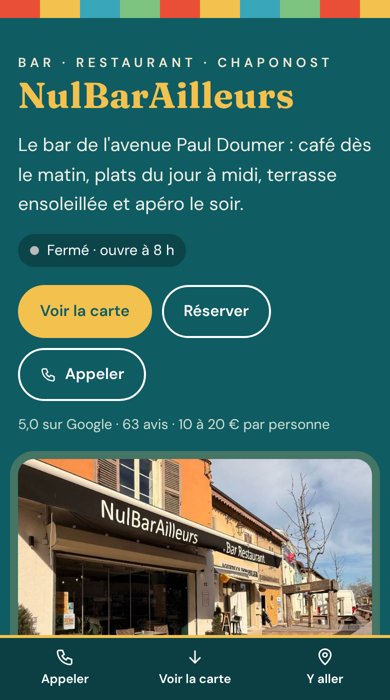 BAR · RESTAURANT · CHAPONOST
NulBarAilleurs
Le bar de l'avenue Paul Doumer : café dès
le matin, plats du jour à midi, terrasse
ensoleillée et apéro le soir.
Fermé · ouvre à 8 h
Voir la carte
Réserver
Appeler
5,0 sur Google · 63 avis · 10 à 20 € par personne
NulBarAilleurs
Bar Restaurant
Appeler
Voir la carte
Y aller